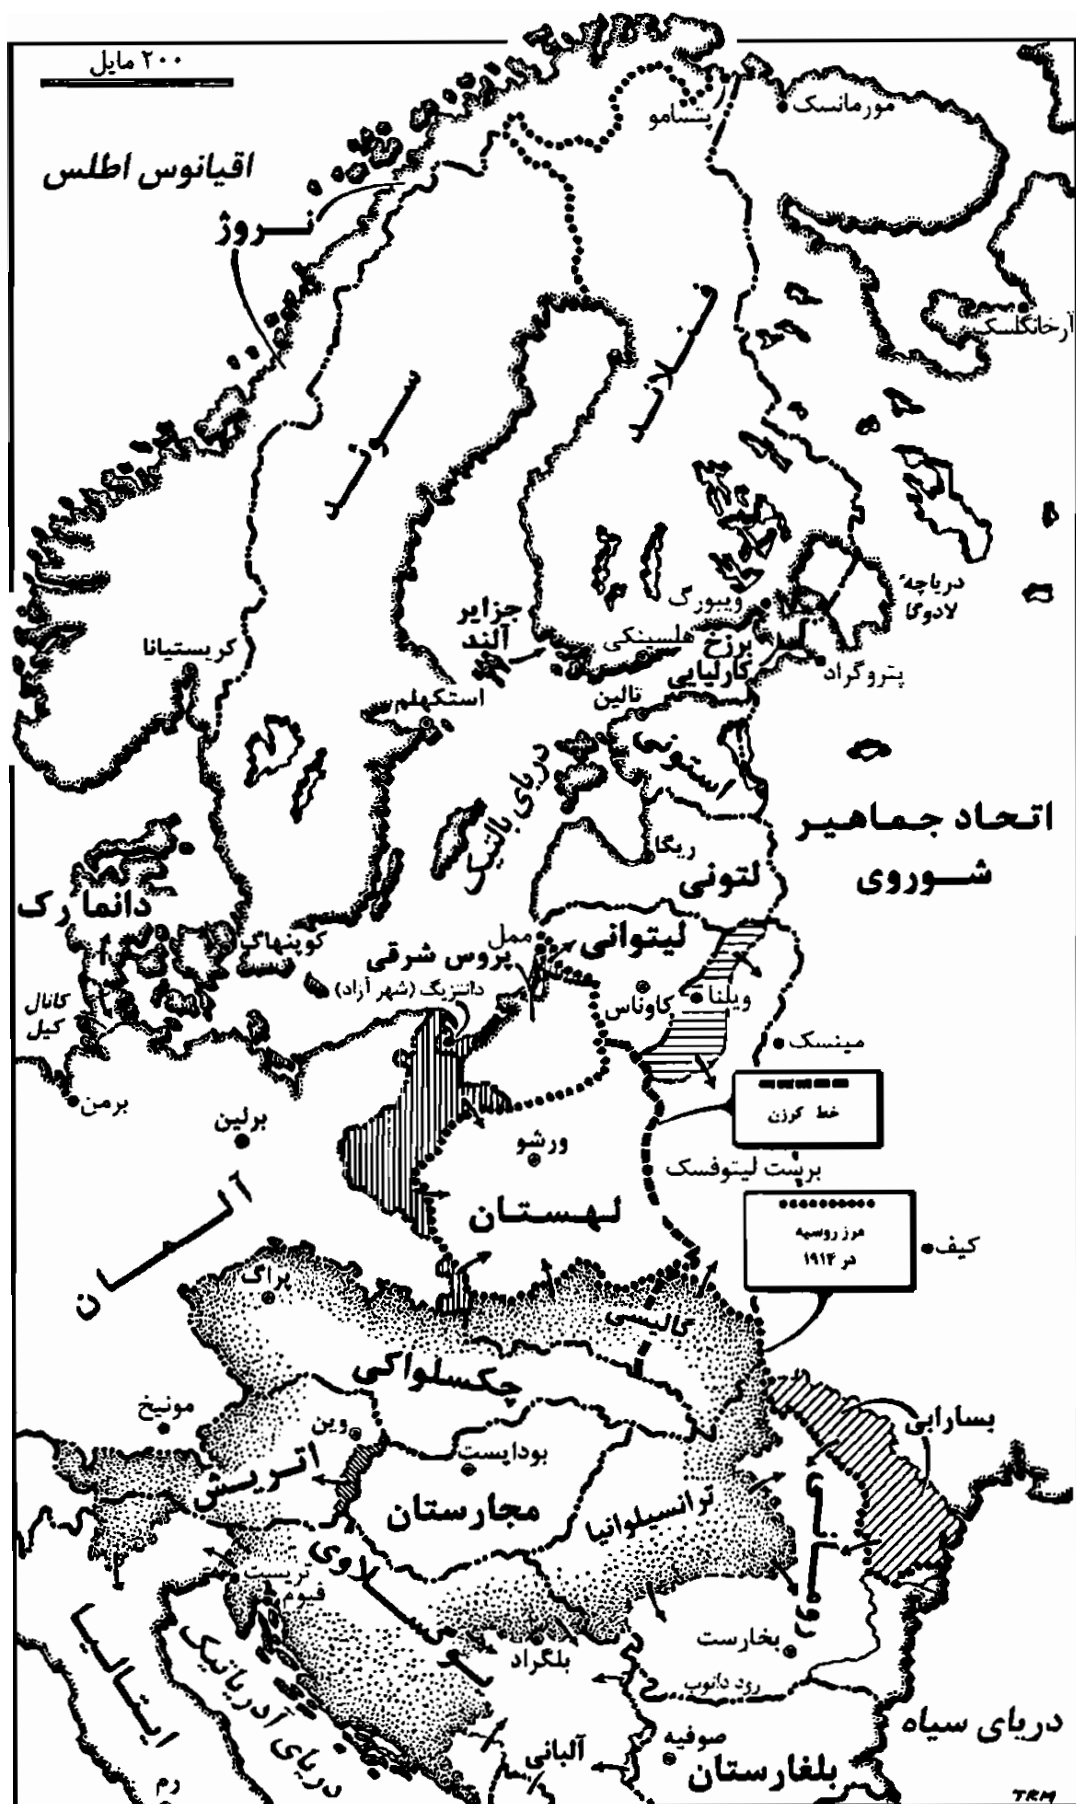 ۲۰۰ مایل
مورمانسک
پتسامو
اقیانوس اطلس
نروژ
آرخانگلسک
فنلاند
سوئد
دریاچهٔ
لادوگا
ویبورگ
جزایر
آلند
هلسینکی
برزخ
کارلیایی
پتروگراد
کریستیانا
استکهلم
تالین
استونی
دریای بالتیک
اتحاد جماهیر
شوروی
ریگا
لتونی
دانمارک
کوپنهاگ
ممل
لیتوانی
پروس شرقی
دانتزیگ (شهر آزاد)
کاوناس
ویلنا
کانال
کیل
مینسک
برمن
برلین
خط کرزن
ورشو
برست لیتوفسک
لهستان
مرز روسیه
در ۱۹۱۴
کیف
آلمان
پراگ
گالیسی
چکسلواکی
مونیخ
وین
بوداپست
بسارابی
اتریش
مجارستان
ترانسیلوانیا
رومانی
یوگسلاوی
تریست
فیوم
ایتالیا
بلگراد
بخارست
رود دانوب
دریای آدریاتیک
دریای سیاه
آلبانی
صوفیه
بلغارستان
رم
TRM